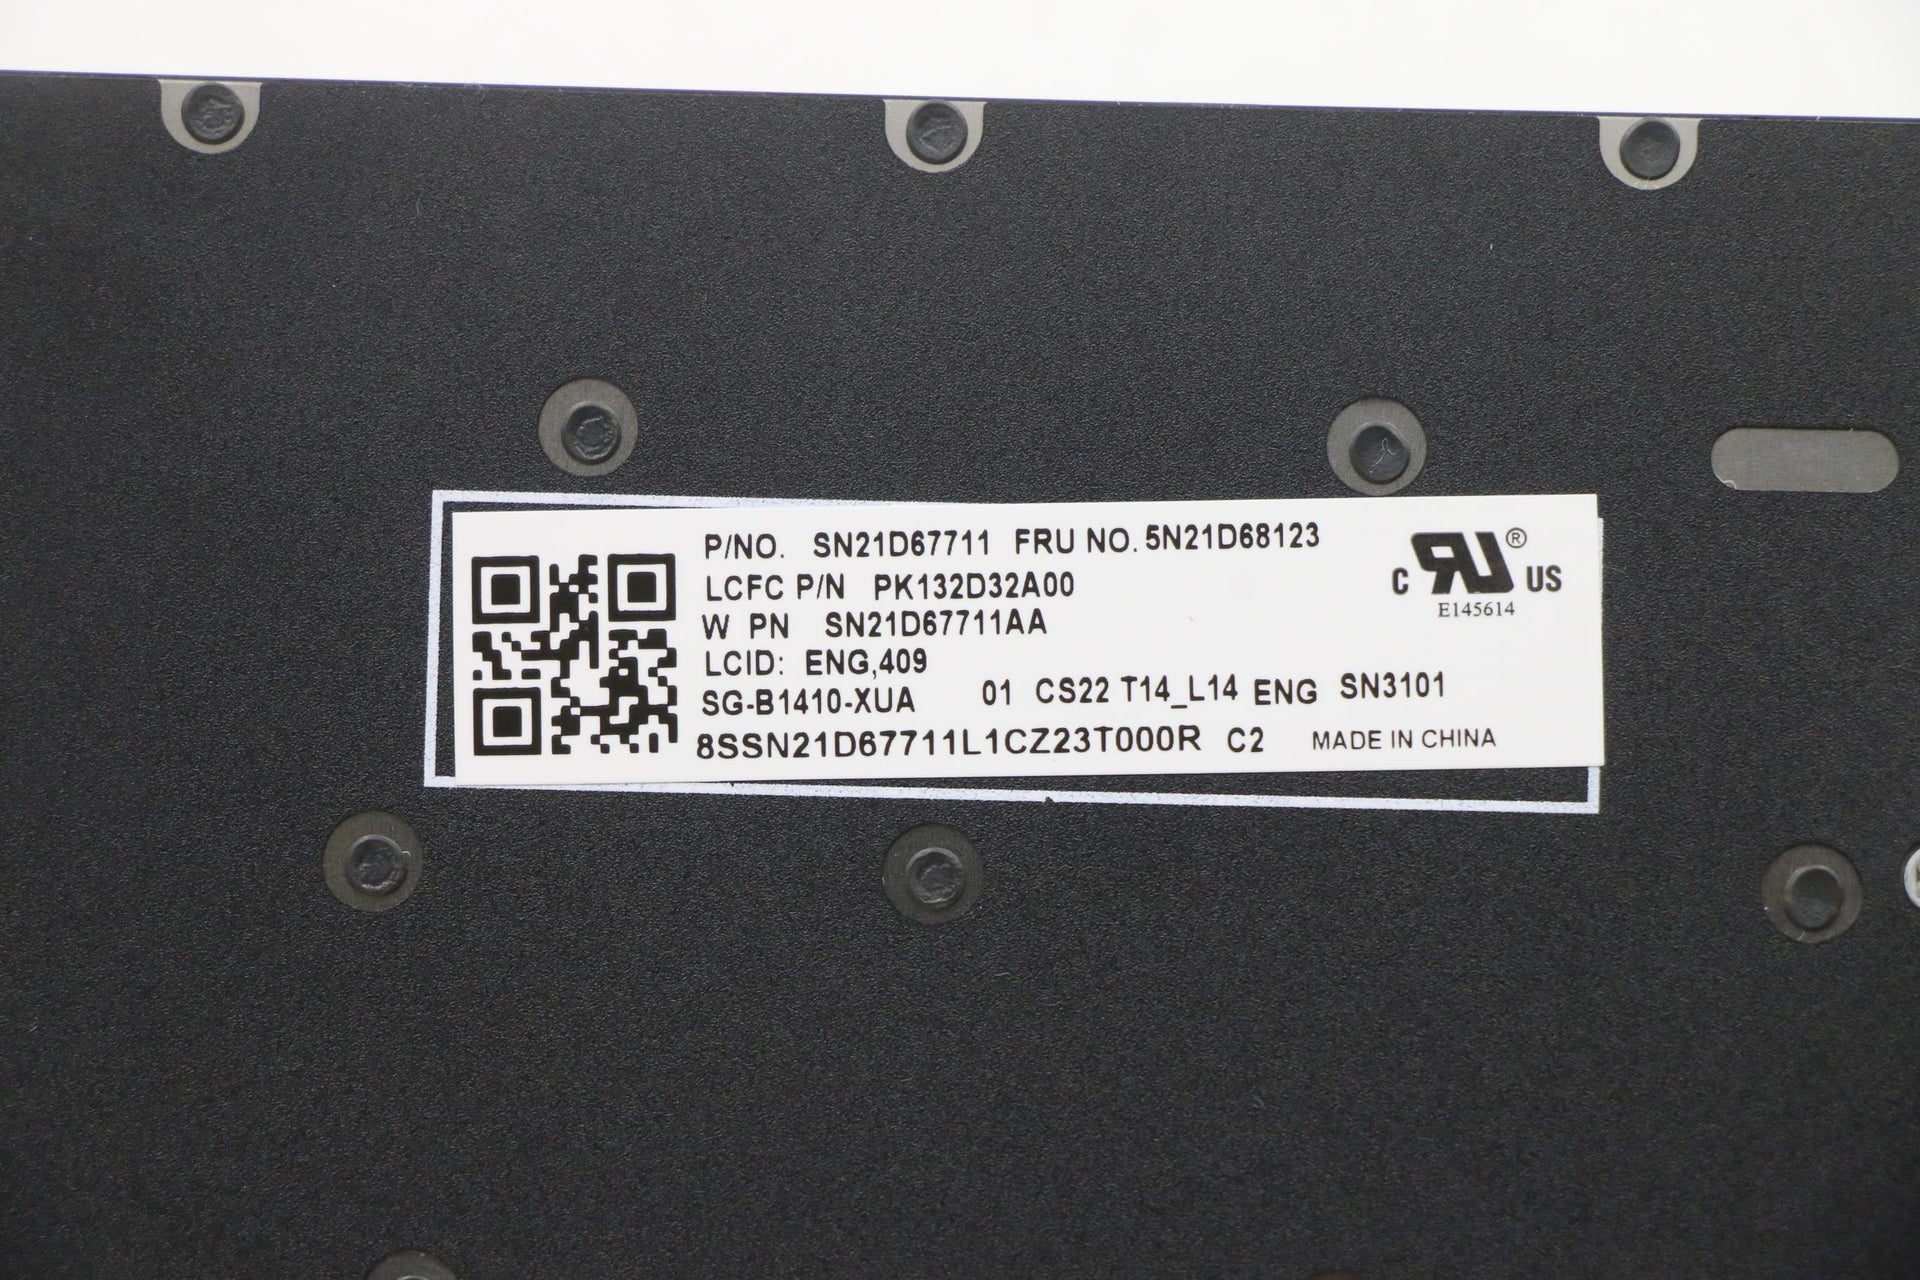 P/NO. SN21D67711 FRU NO. 5N21D68123
LCFC P/N PK132D32A00
W PN SN21D67711AA
LCID: ENG,409
SG-B1410-XUA 01 CS22 T14_L14 ENG SN3101
8SSN21D67711L1CZ23T000R C2 MADE IN CHINA
C RU ® US
E145614